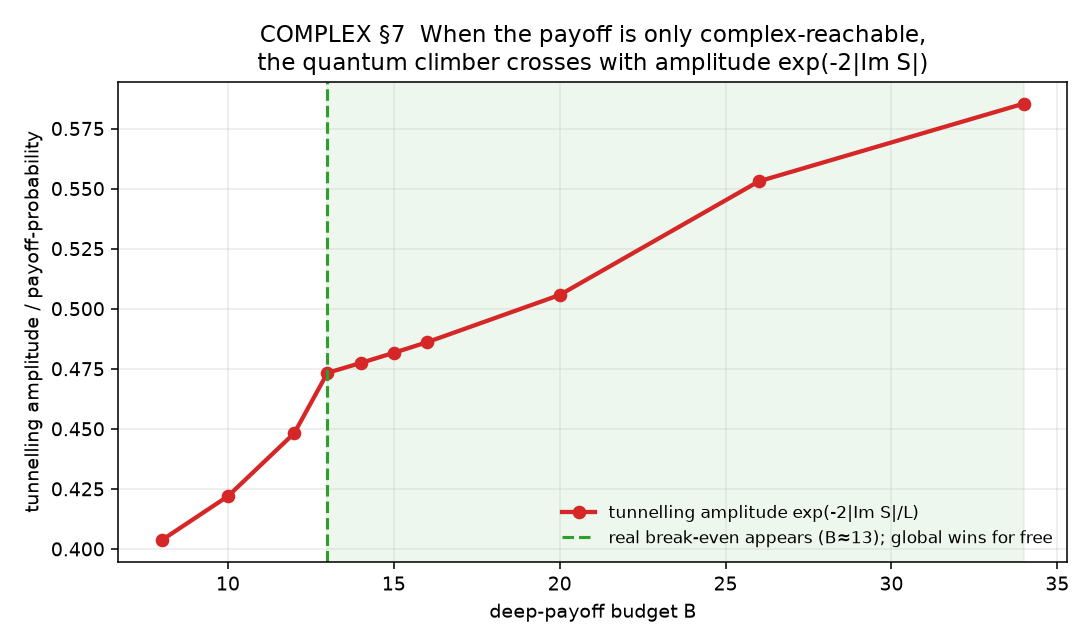 COMPLEX §7  When the payoff is only complex-reachable,
the quantum climber crosses with amplitude exp(-2|Im S|)
tunnelling amplitude / payoff-probability
0.575
0.550
0.525
0.500
0.475
0.450
0.425
0.400
tunnelling amplitude exp(-2|Im S|/L)
real break-even appears (B≈13); global wins for free
10
15
20
25
30
35
deep-payoff budget B